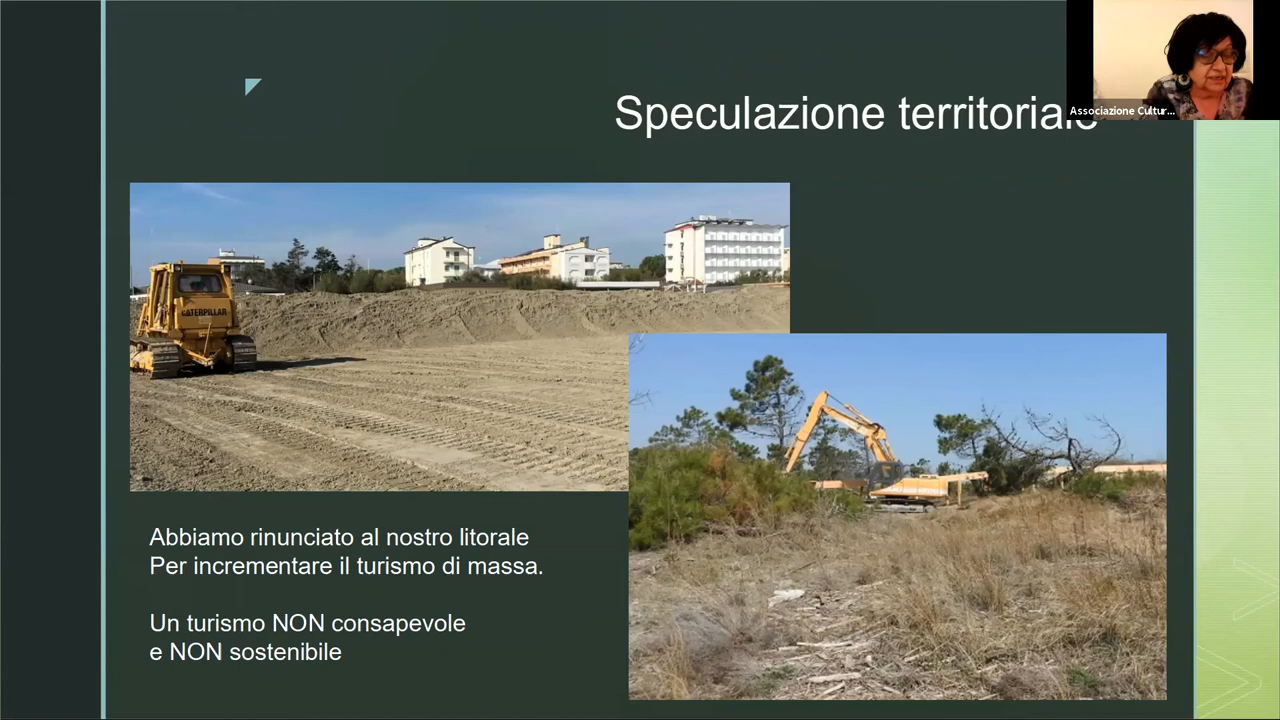 Speculazione territoriale
Associazione Cultur...
CATERPILLAR
Abbiamo rinunciato al nostro litorale
Per incrementare il turismo di massa.
Un turismo NON consapevole
e NON sostenibile